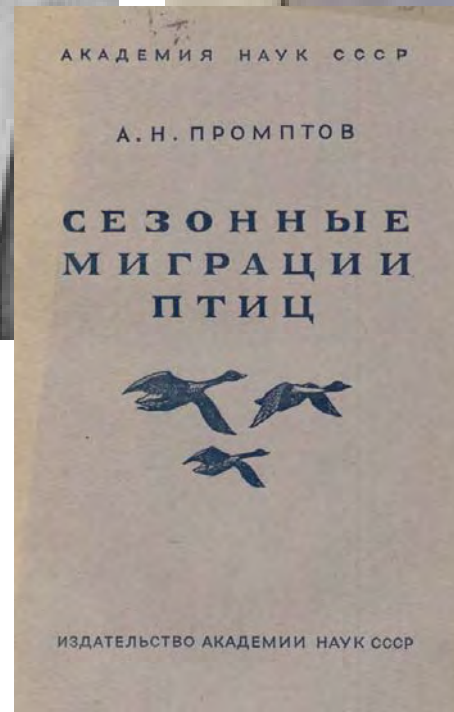 АКАДЕМИЯ НАУК СССР
А. Н. ПРОМПТОВ
СЕЗОННЫЕ
МИГРАЦИИ
ПТИЦ
ИЗДАТЕЛЬСТВО АКАДЕМИИ НАУК СССР